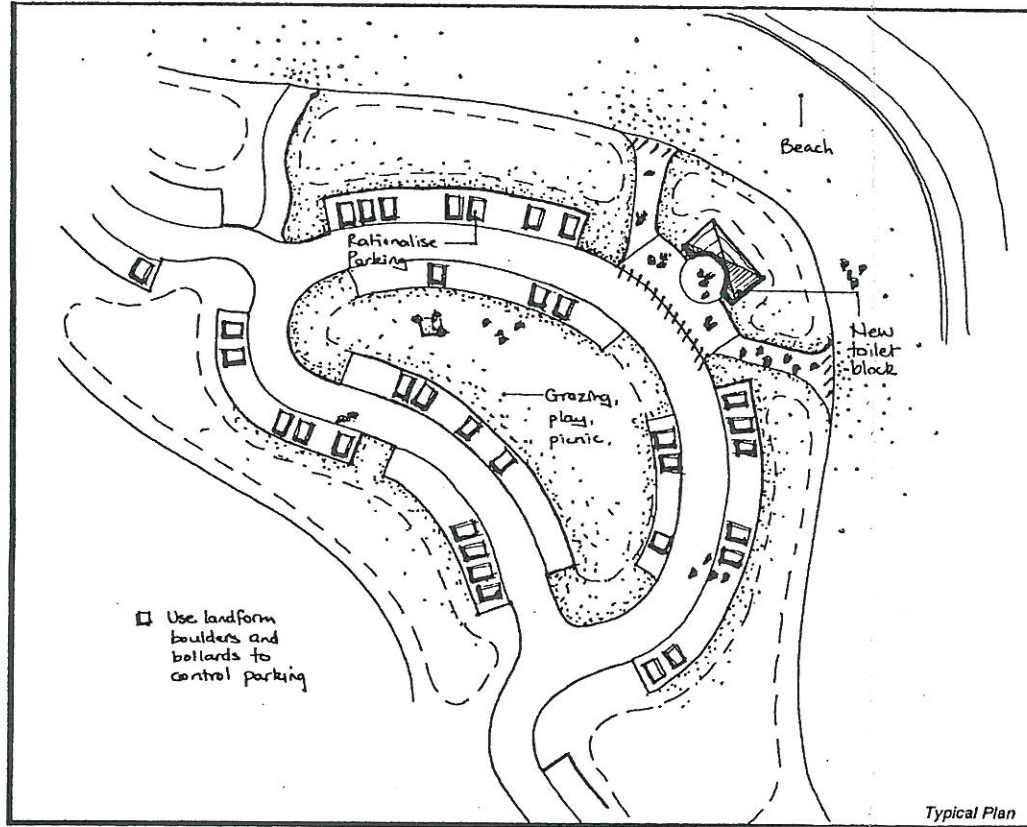 Beach
Rationalise
Parking
New
toilet
block
Grazing,
play,
picnic.
Use landform
boulders and
bollards to
control parking
Typical Plan